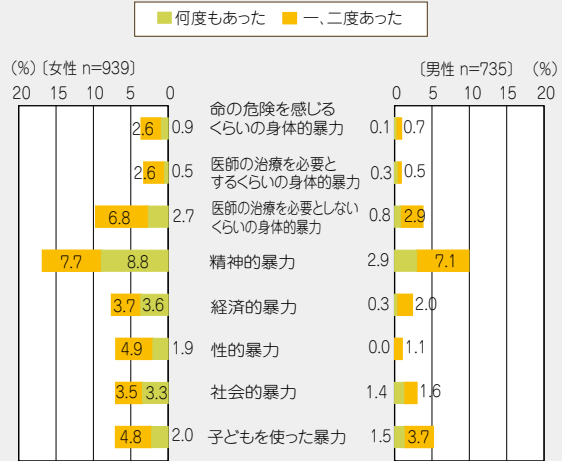 何度もあった 一、二度あった
(%)〔女性 n=939〕 〔男性 n=735〕 (%)
20 15 10 5 0 0 5 10 15 20
命の危険を感じる
2.6 0.9 くらいの身体的暴力 0.1 0.7
医師の治療を必要と
2.6 0.5 するくらいの身体的暴力 0.3 0.5
医師の治療を必要としない
6.8 2.7 くらいの身体的暴力 0.8 2.9
7.7 8.8 精神的暴力 2.9 7.1
3.7 3.6 経済的暴力 0.3 2.0
4.9 1.9 性的暴力 0.0 1.1
3.5 3.3 社会的暴力 1.4 1.6
4.8 2.0 子どもを使った暴力 1.5 3.7